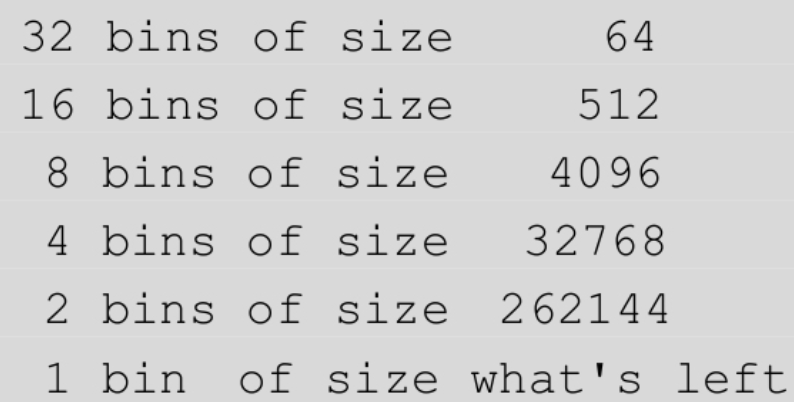 32 bins of size 64
16 bins of size 512
8 bins of size 4096
4 bins of size 32768
2 bins of size 262144
1 bin of size what's left